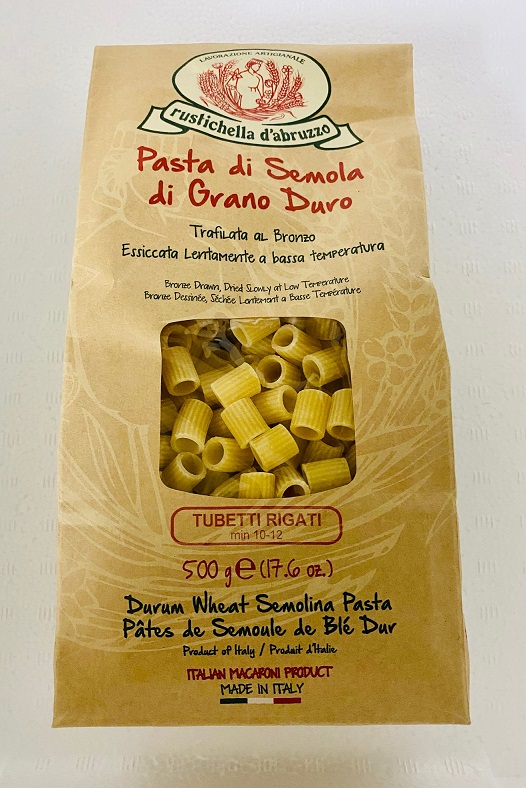 LAVORAZIONE ARTIGIANALE
rustichella d'abruzzo
Pasta di Semola
di Grano Duro
Trafilata al Bronzo
Essiccata Lentamente a bassa temperatura
Bronze Drawn, Dried Slowly at Low Temperature
Bronze Dessinée, Séchée Lentement a Basse Température
TUBETTI RIGATI
min 10-12
500 g e (17.6 oz.)
Durum Wheat Semolina Pasta
Pâtes de Semoule de Blé Dur
Product of Italy / Produit d'Italie
ITALIAN MACARONI PRODUCT
MADE IN ITALY